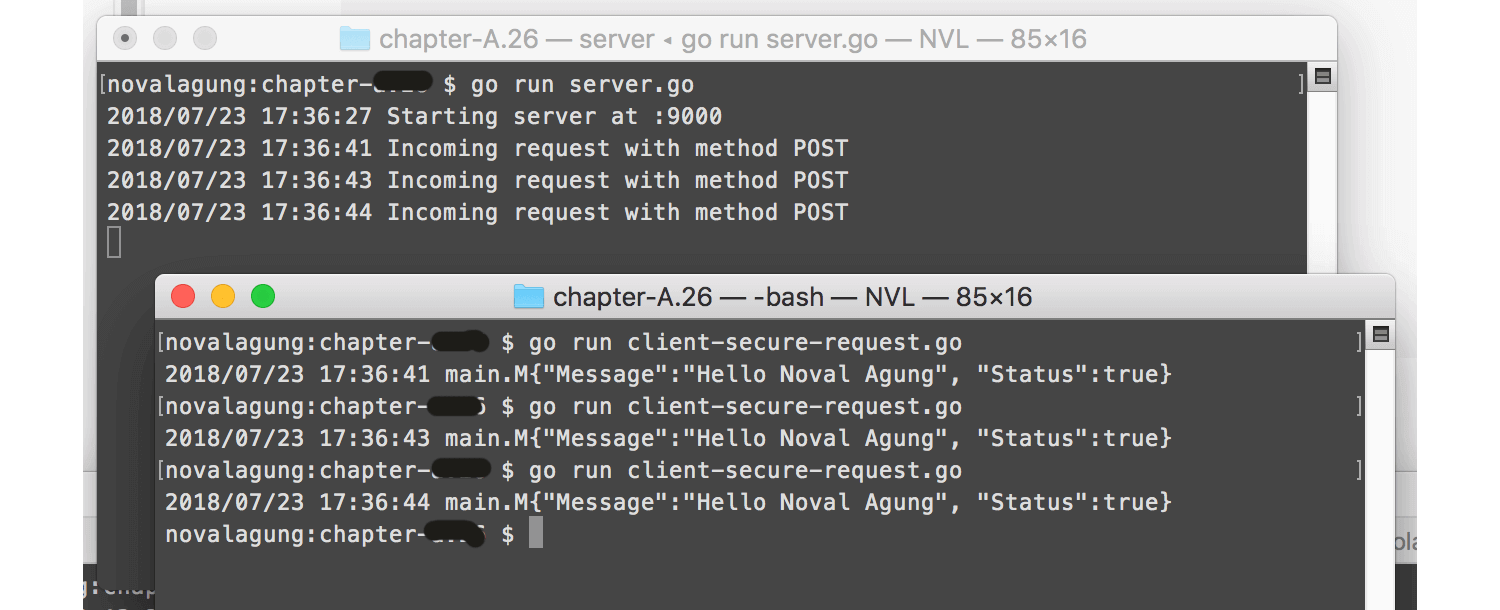 chapter-A.26 — server ◂ go run server.go — NVL — 85×16
[novalagung:chapter- $ go run server.go ]
2018/07/23 17:36:27 Starting server at :9000
2018/07/23 17:36:41 Incoming request with method POST
2018/07/23 17:36:43 Incoming request with method POST
2018/07/23 17:36:44 Incoming request with method POST
chapter-A.26 — -bash — NVL — 85×16
[novalagung:chapter- $ go run client-secure-request.go ]
2018/07/23 17:36:41 main.M{"Message":"Hello Noval Agung", "Status":true}
[novalagung:chapter- $ go run client-secure-request.go ]
2018/07/23 17:36:43 main.M{"Message":"Hello Noval Agung", "Status":true}
[novalagung:chapter- $ go run client-secure-request.go ]
2018/07/23 17:36:44 main.M{"Message":"Hello Noval Agung", "Status":true}
novalagung:chapter- $